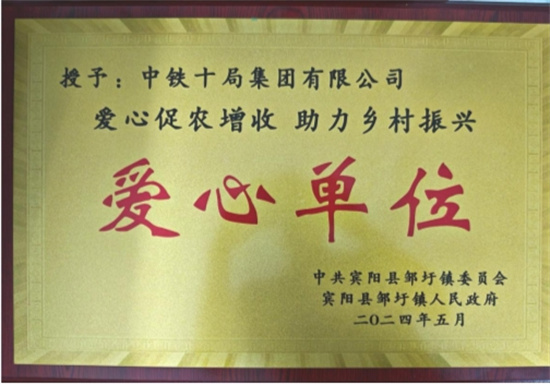 授予：中铁十局集团有限公司
爱心促农增收 助力乡村振兴
爱心单位
中共宾阳县邹圩镇委员会
宾阳县邹圩镇人民政府
二〇二四年五月